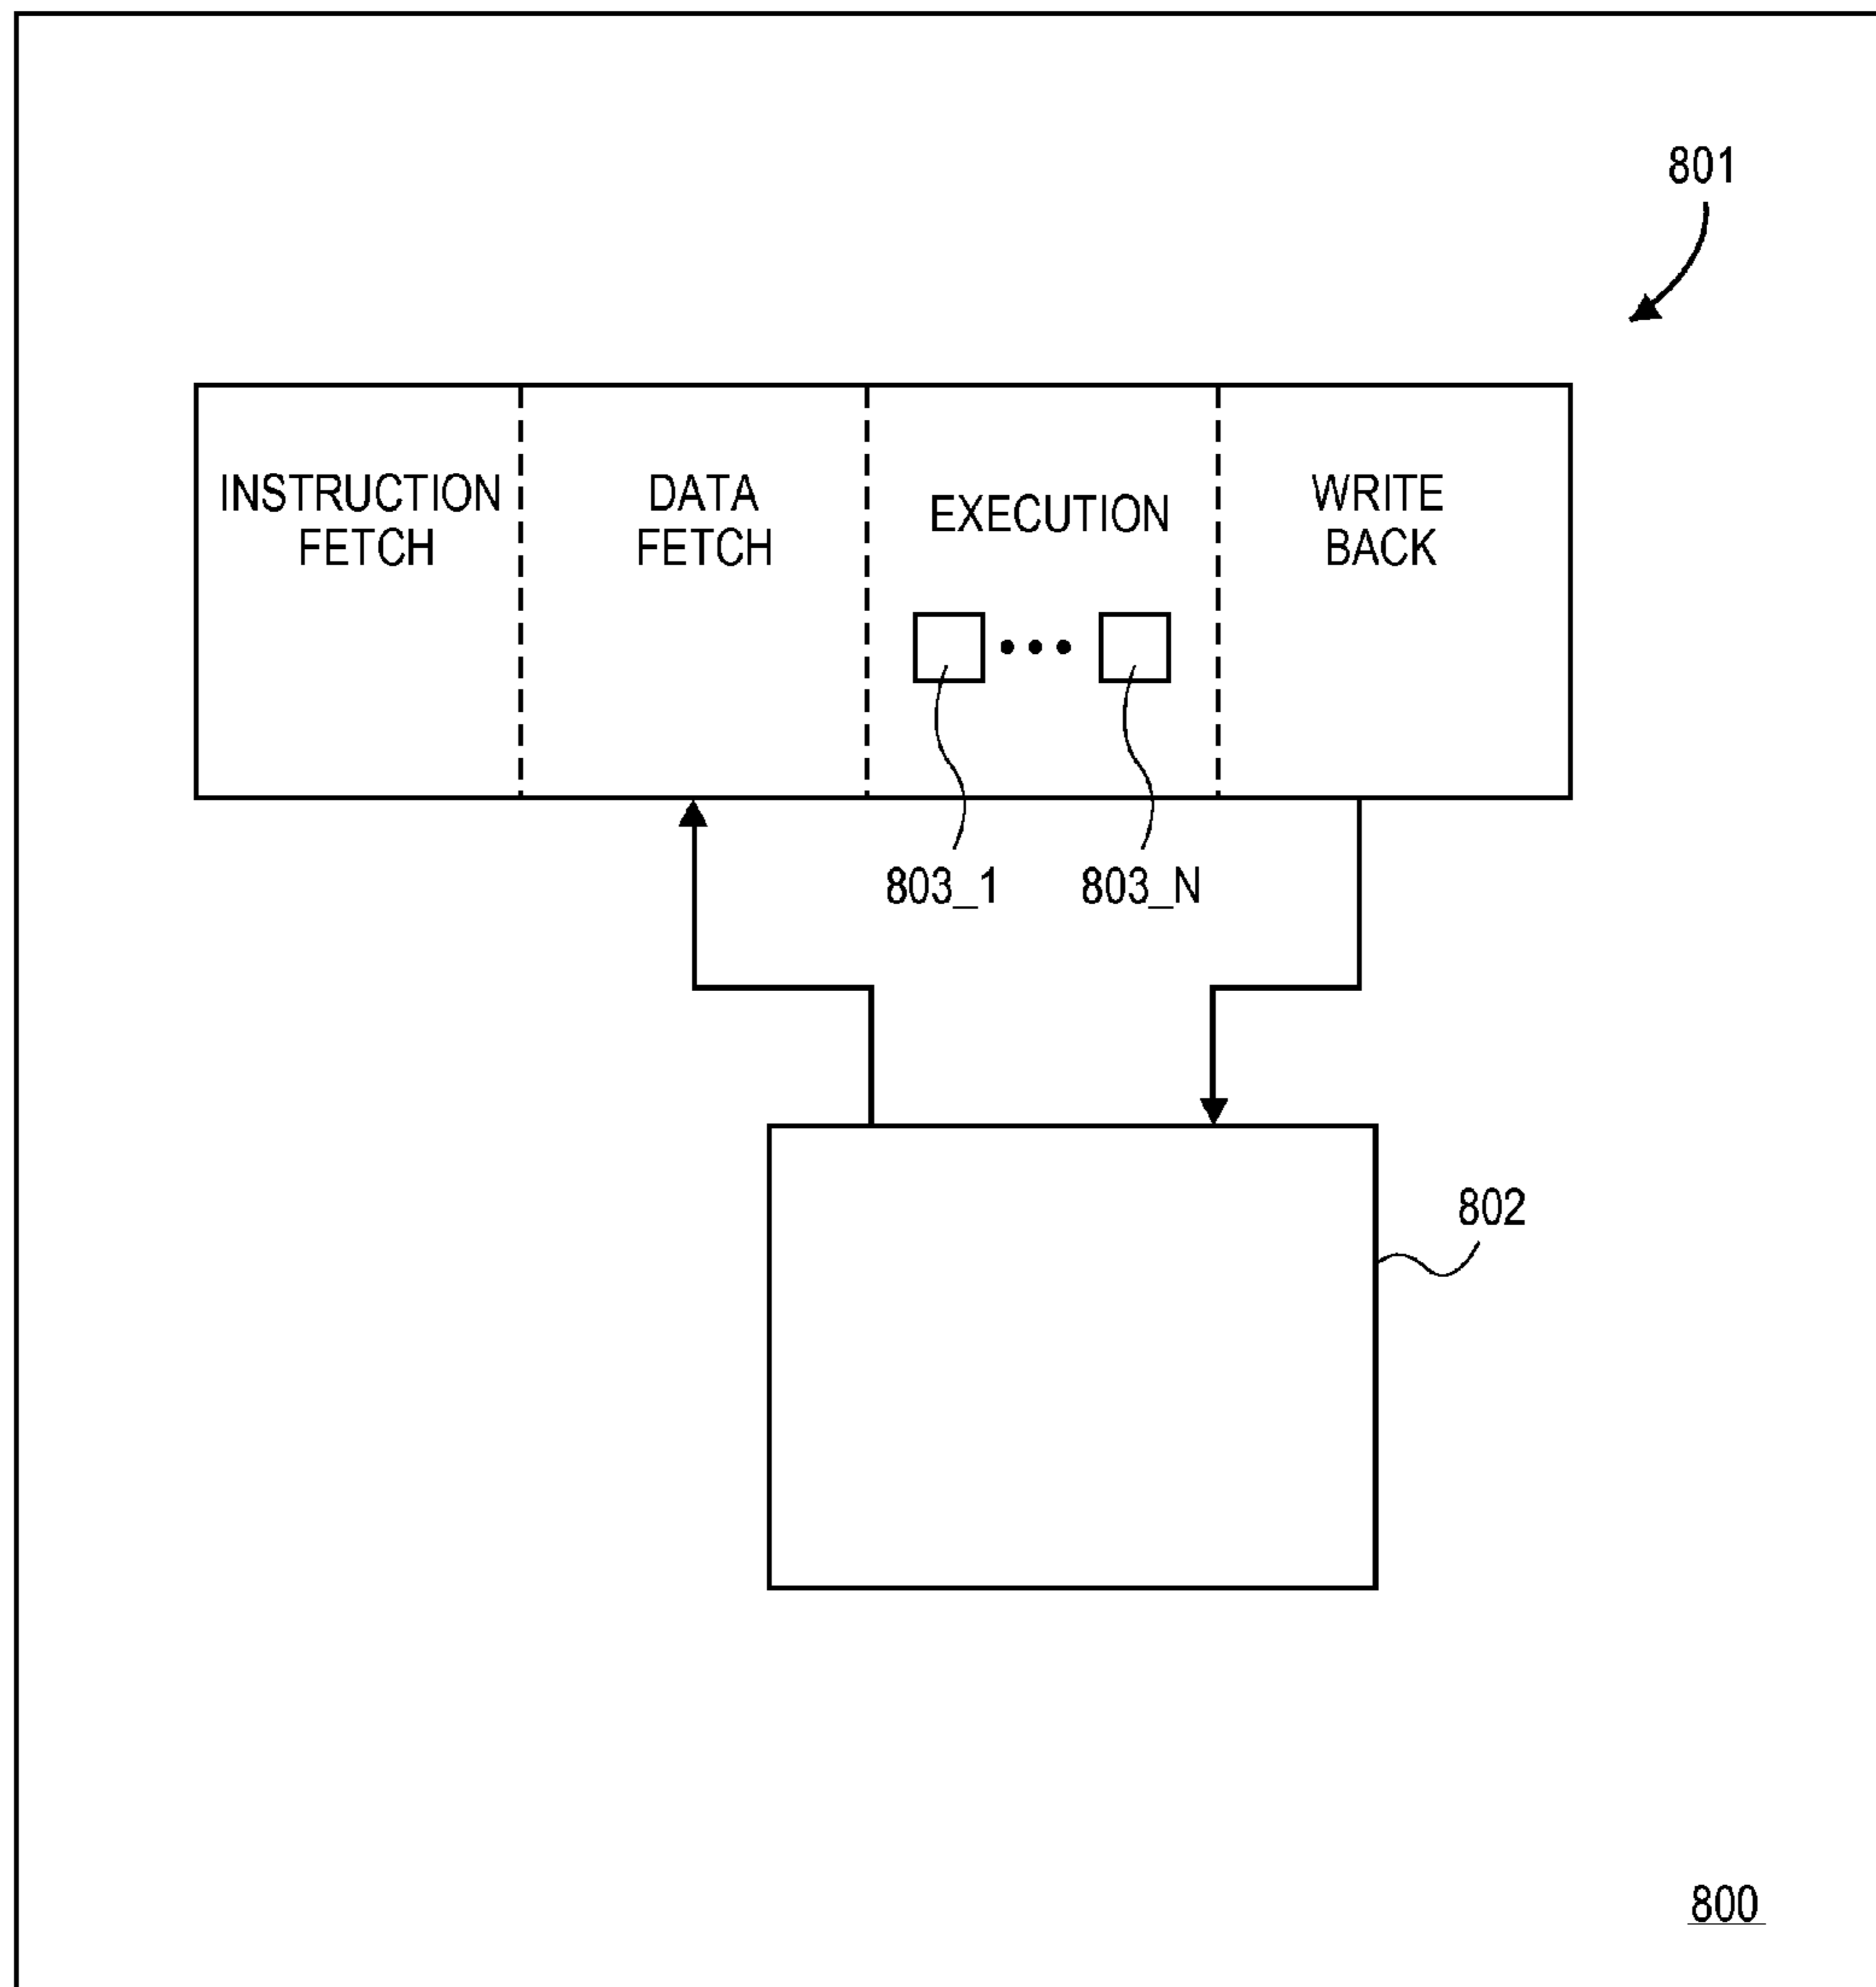 801
INSTRUCTION
FETCH
DATA
FETCH
EXECUTION
WRITE
BACK
803_1
803_N
802
800